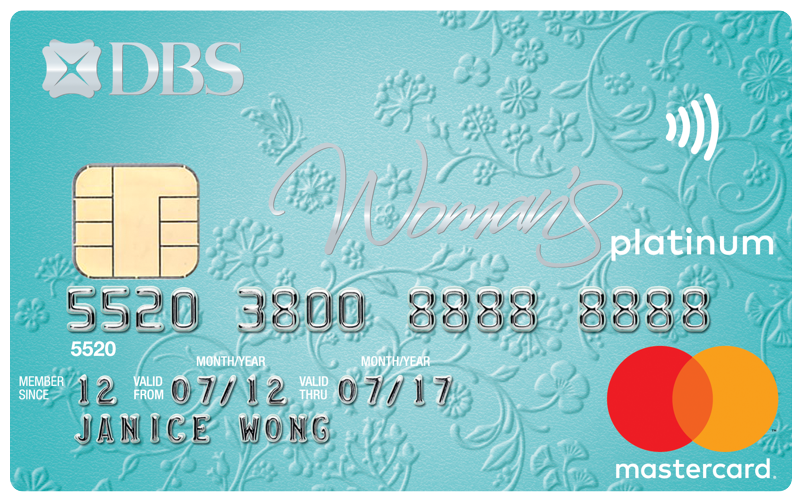 DBS
Woman's
platinum
5520 3800 8888 8888
5520
MONTH/YEAR MONTH/YEAR
MEMBER SINCE 12 VALID FROM 07/12 VALID THRU 07/17
JANICE WONG
mastercard.